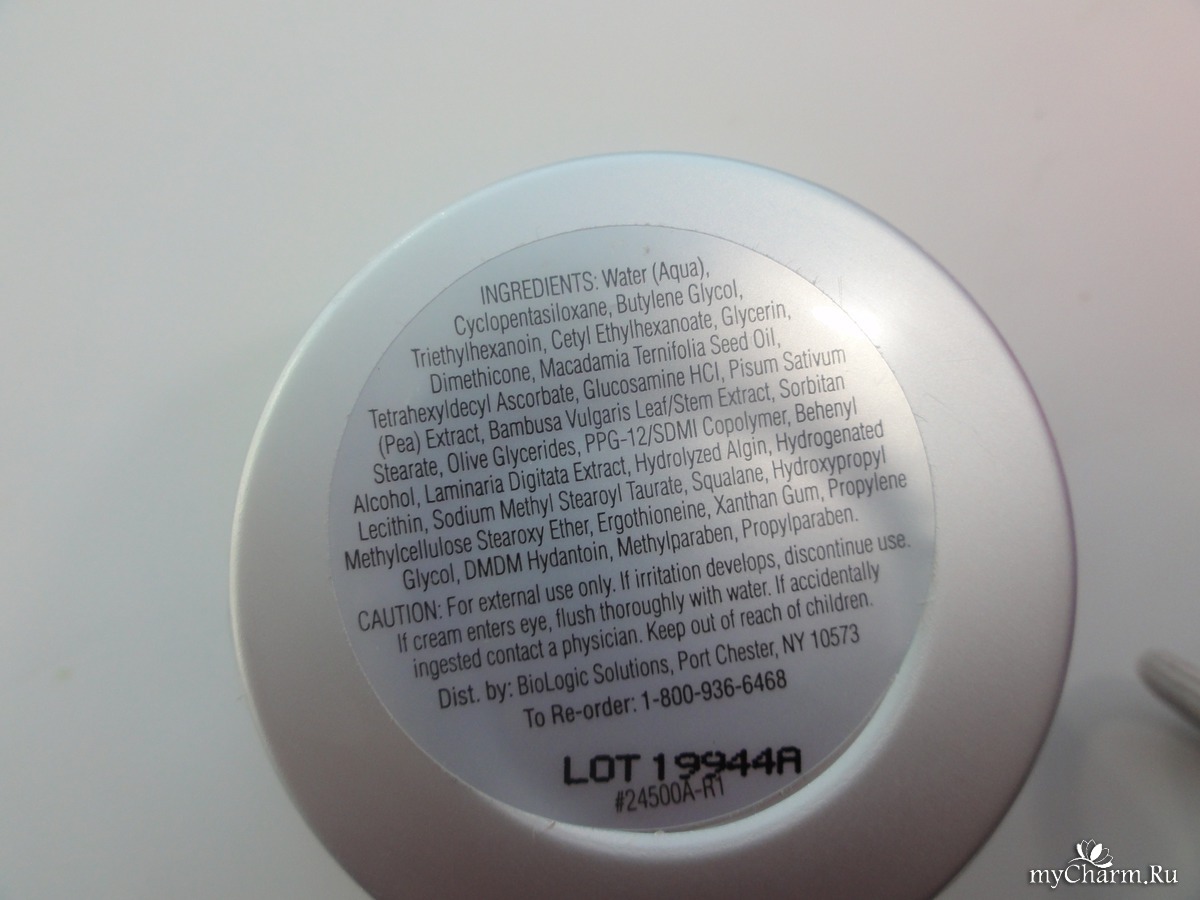 INGREDIENTS: Water (Aqua),
Cyclopentasiloxane, Butylene Glycol,
Triethylhexanoin, Cetyl Ethylhexanoate, Glycerin,
Dimethicone, Macadamia Ternifolia Seed Oil,
Tetrahexyldecyl Ascorbate, Glucosamine HCI, Pisum Sativum
(Pea) Extract, Bambusa Vulgaris Leaf/Stem Extract, Sorbitan
Stearate, Olive Glycerides, PPG-12/SDMI Copolymer, Behenyl
Alcohol, Laminaria Digitata Extract, Hydrolyzed Algin, Hydrogenated
Lecithin, Sodium Methyl Stearoyl Taurate, Squalane, Hydroxypropyl
Methylcellulose Stearoxy Ether, Ergothioneine, Xanthan Gum, Propylene
Glycol, DMDM Hydantoin, Methylparaben, Propylparaben.
CAUTION: For external use only. If irritation develops, discontinue use.
If cream enters eye, flush thoroughly with water. If accidentally
ingested contact a physician. Keep out of reach of children.
Dist. by: BioLogic Solutions, Port Chester, NY 10573
To Re-order: 1-800-936-6468
LOT 19944A
#24500A-R1
myCharm.Ru